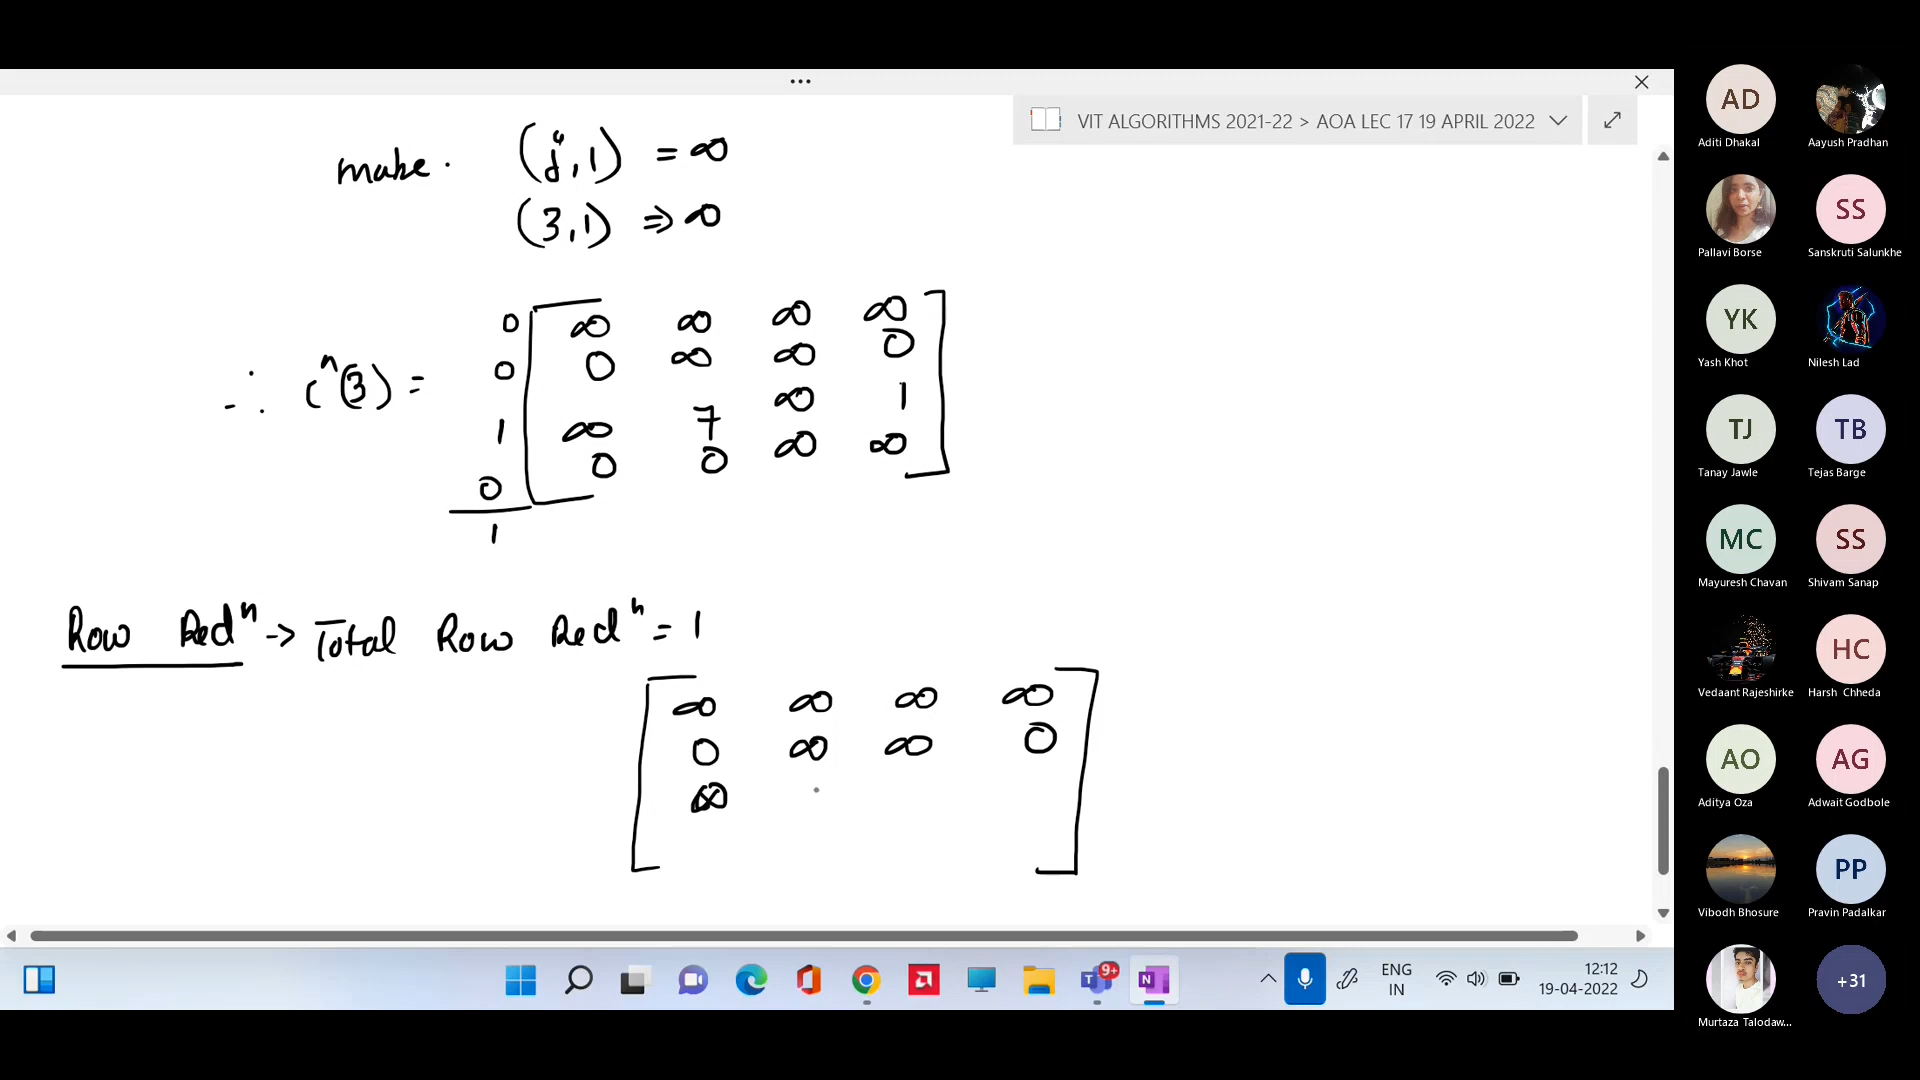 ...
VIT ALGORITHMS 2021-22 > AOA LEC 17 19 APRIL 2022
make. (j,1) = ∞
(3,1) ⇒ ∞
0 ∞ ∞ ∞ ∞
0 0 ∞ ∞ 0
∴ Cⁿ(3) =
1 ∞ 7 ∞ 1
0 0 0 ∞ ∞
1
Row Redⁿ -> Total Row Redⁿ = 1
∞ ∞ ∞ ∞
0 ∞ ∞ 0
∞
AD
Aditi Dhakal
Aayush Pradhan
Pallavi Borse
SS
Sanskruti Salunkhe
YK
Yash Khot
Nilesh Lad
TJ
Tanay Jawle
TB
Tejas Barge
MC
Mayuresh Chavan
SS
Shivam Sanap
Vedaant Rajeshirke
HC
Harsh Chheda
AO
Aditya Oza
AG
Adwait Godbole
Vibodh Bhosure
PP
Pravin Padalkar
Murtaza Talodaw...
+31
9+
ENG
IN
12:12
19-04-2022